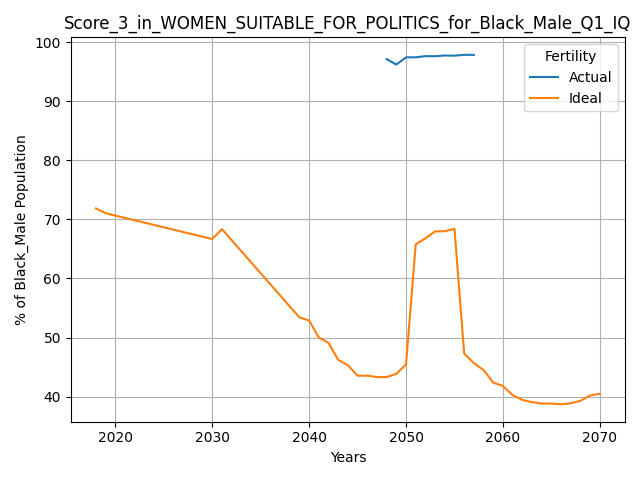 Score_3_in_WOMEN_SUITABLE_FOR_POLITICS_for_Black_Male_Q1_IQ
% of Black_Male Population
100
90
80
70
60
50
40
Fertility
Actual
Ideal
2020 2030 2040 2050 2060 2070
Years